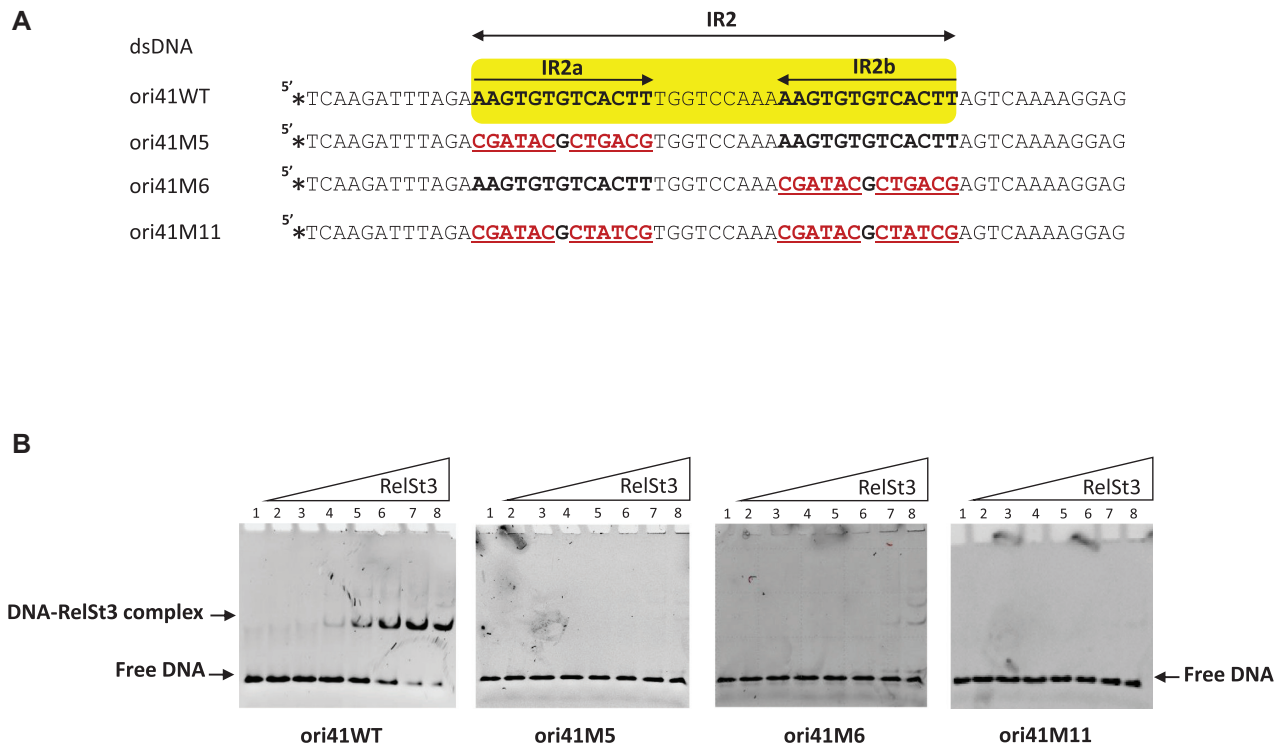 A
IR2
dsDNA
IR2a IR2b
ori41WT 5’ *TCAAGATTTAGAAAGTGTGTCACTTTGGTCCAAAAAGTGTGTCACTTAGTCAAAAGGAG
ori41M5 5’ *TCAAGATTTAGACGATACGCTGACGTGGTCCAAAAAGTGTGTCACTTAGTCAAAAGGAG
ori41M6 5’ *TCAAGATTTAGAAAGTGTGTCACTTTGGTCCAAACGATACGCTGACGAGTCAAAAGGAG
ori41M11 5’ *TCAAGATTTAGACGATACGCTATCGTGGTCCAAACGATACGCTATCGAGTCAAAAGGAG
B
RelSt3 RelSt3 RelSt3 RelSt3
1 2 3 4 5 6 7 8 1 2 3 4 5 6 7 8 1 2 3 4 5 6 7 8 1 2 3 4 5 6 7 8
DNA-RelSt3 complex
Free DNA Free DNA
ori41WT ori41M5 ori41M6 ori41M11